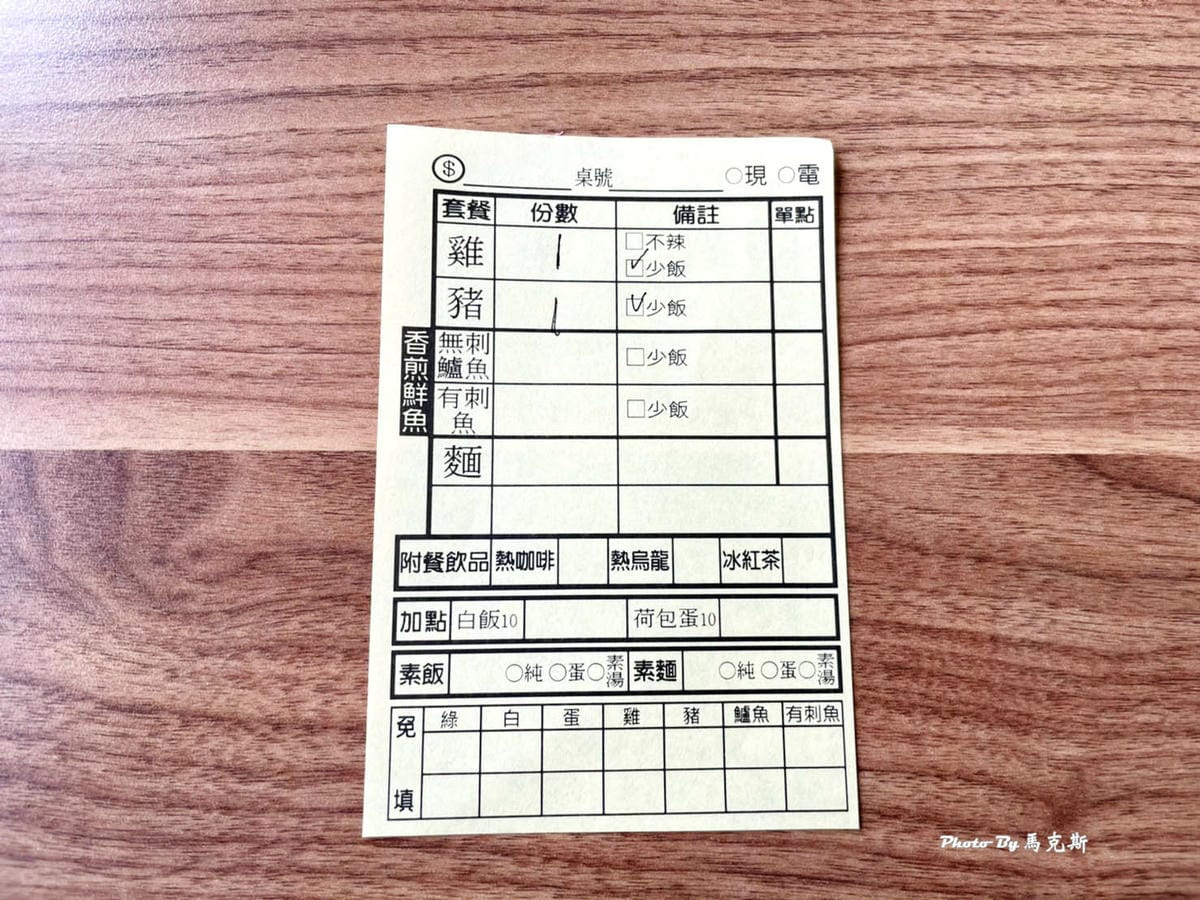 $ 桌號 ○現 ○電
套餐 份數 備註 單點
雞 1 □不辣
☑少飯
豬 1 ☑少飯
香煎鮮魚
無刺鱸魚 □少飯
有刺魚 □少飯
麵
附餐飲品 熱咖啡 熱烏龍 冰紅茶
加點 白飯10 荷包蛋10
素飯 ○純 ○蛋 ○素湯 素麵 ○純 ○蛋 ○素湯
免填 綠 白 蛋 雞 豬 鱸魚 有刺魚
Photo By 馬克斯